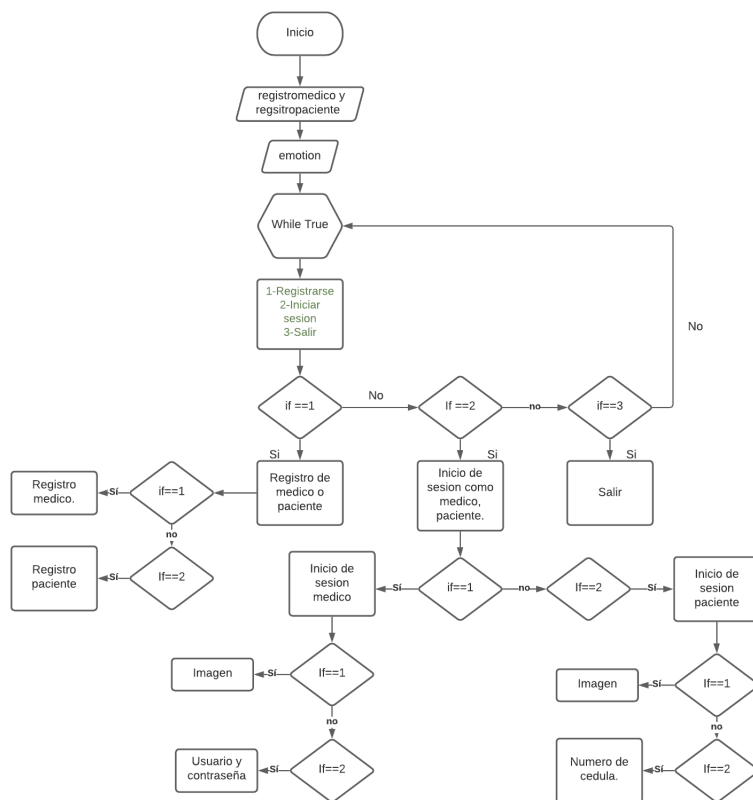 Inicio
registromedico y
regsitropaciente
emotion
While True
1-Registrarse
2-Iniciar
sesion
3-Salir
No
if ==1
No
If ==2
no
if==3
Si
Si
Si
Registro
medico.
Sí
if==1
Registro de
medico o
paciente
Inicio de
sesion como
medico,
paciente.
Salir
no
Registro
paciente
Sí
If==2
Inicio de
sesion
medico
Sí
if==1
no
If==2
Sí
Inicio de
sesion
paciente
Imagen
Sí
If==1
Imagen
Sí
If==1
no
no
Usuario y
contraseña
Sí
If==2
Numero de
cedula.
Sí
If==2